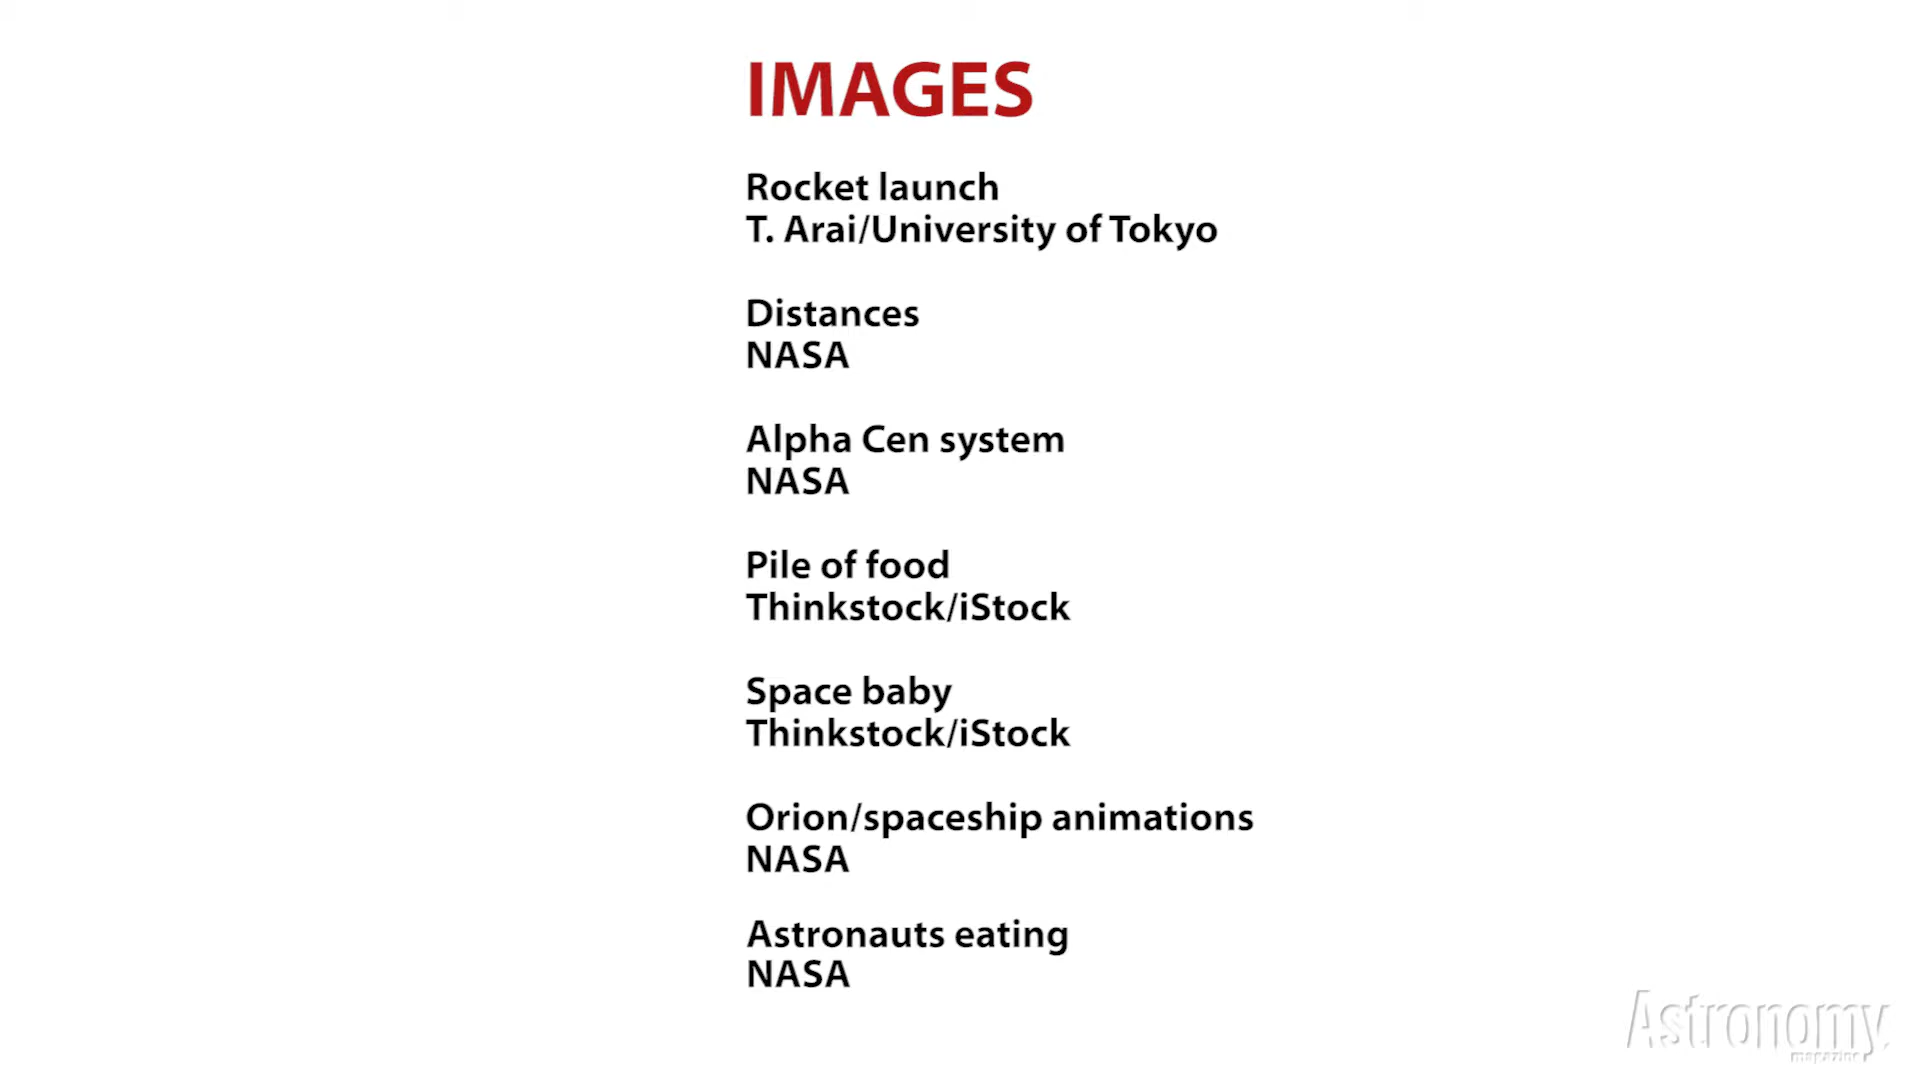 IMAGES
Rocket launch
T. Arai/University of Tokyo
Distances
NASA
Alpha Cen system
NASA
Pile of food
Thinkstock/iStock
Space baby
Thinkstock/iStock
Orion/spaceship animations
NASA
Astronauts eating
NASA
Astronomy
magazine